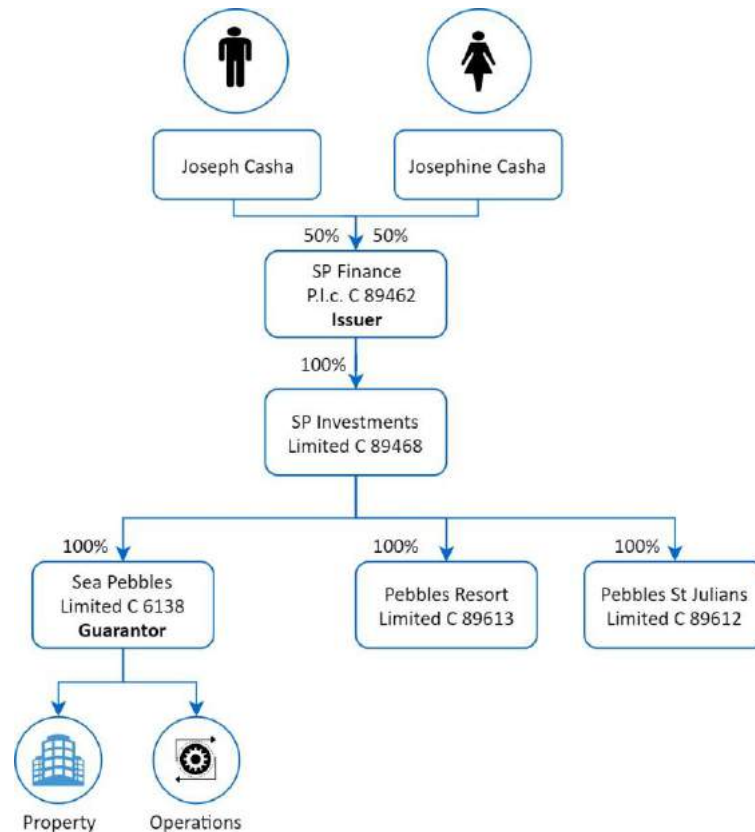 Joseph Casha
Josephine Casha
50% 50%
SP Finance
P.l.c. C 89462
Issuer
100%
SP Investments
Limited C 89468
100%
100%
100%
Sea Pebbles
Limited C 6138
Guarantor
Pebbles Resort
Limited C 89613
Pebbles St Julians
Limited C 89612
Property
Operations